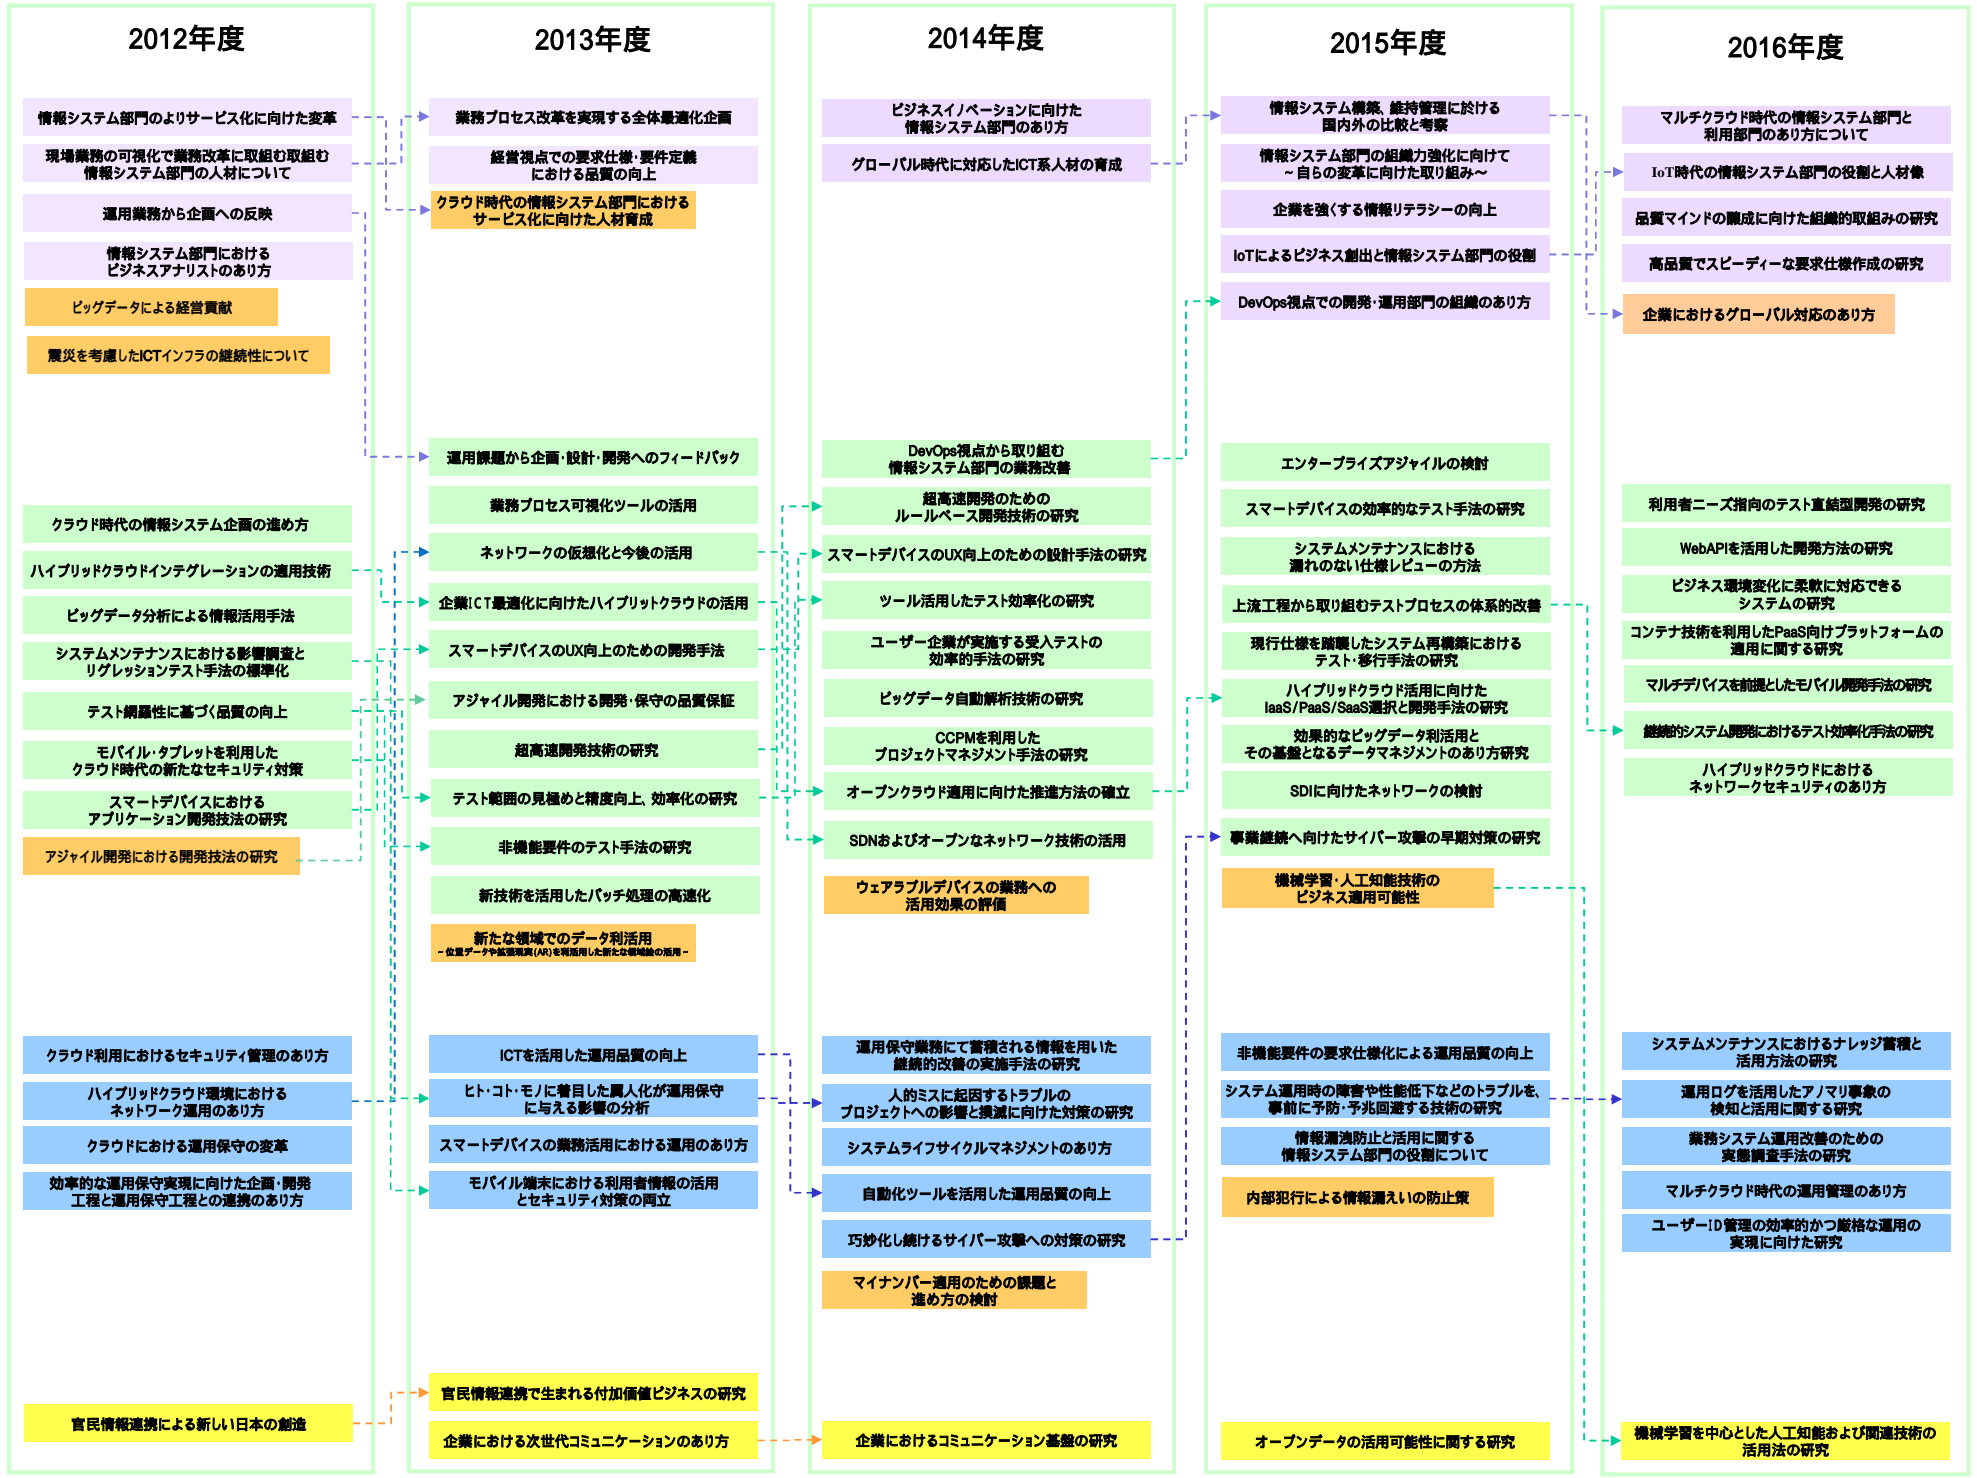 2012年度
情報システム部門のよりサービス化に向けた変革
現場業務の可視化で業務改革に取組む取組む
情報システム部門の人材について
運用業務から企画への反映
情報システム部門における
ビジネスアナリストのあり方
ビッグデータによる経営貢献
震災を考慮したICTインフラの継続性について
クラウド時代の情報システム企画の進め方
ハイブリッドクラウドインテグレーションの適用技術
ビッグデータ分析による情報活用手法
システムメンテナンスにおける影響調査と
リグレッションテスト手法の標準化
テスト網羅性に基づく品質の向上
モバイル・タブレットを利用した
クラウド時代の新たなセキュリティ対策
スマートデバイスにおける
アプリケーション開発技法の研究
アジャイル開発における開発技法の研究
クラウド利用におけるセキュリティ管理のあり方
ハイブリッドクラウド環境における
ネットワーク運用のあり方
クラウドにおける運用保守の変革
効率的な運用保守実現に向けた企画・開発
工程と運用保守工程との連携のあり方
官民情報連携による新しい日本の創造
2013年度
業務プロセス改革を実現する全体最適化企画
経営視点での要求仕様・要件定義
における品質の向上
クラウド時代の情報システム部門における
サービス化に向けた人材育成
運用課題から企画・設計・開発へのフィードバック
業務プロセス可視化ツールの活用
ネットワークの仮想化と今後の活用
企業ICT最適化に向けたハイブリットクラウドの活用
スマートデバイスのUX向上のための開発手法
アジャイル開発における開発・保守の品質保証
超高速開発技術の研究
テスト範囲の見極めと精度向上、効率化の研究
非機能要件のテスト手法の研究
新技術を活用したバッチ処理の高速化
新たな領域でのデータ利活用
~位置データや拡張現実(AR)を利活用した新たな領域絵の活用~
ICTを活用した運用品質の向上
ヒト・コト・モノに着目した属人化が運用保守
に与える影響の分析
スマートデバイスの業務活用における運用のあり方
モバイル端末における利用者情報の活用
とセキュリティ対策の両立
官民情報連携で生まれる付加価値ビジネスの研究
企業における次世代コミュニケーションのあり方
2014年度
ビジネスイノベーションに向けた
情報システム部門のあり方
グローバル時代に対応したICT系人材の育成
DevOps視点から取り組む
情報システム部門の業務改善
超高速開発のための
ルールベース開発技術の研究
スマートデバイスのUX向上のための設計手法の研究
ツール活用したテスト効率化の研究
ユーザー企業が実施する受入テストの
効率的手法の研究
ビッグデータ自動解析技術の研究
CCPMを利用した
プロジェクトマネジメント手法の研究
オープンクラウド適用に向けた推進方法の確立
SDNおよびオープンなネットワーク技術の活用
ウェアラブルデバイスの業務への
活用効果の評価
運用保守業務にて蓄積される情報を用いた
継続的改善の実施手法の研究
人的ミスに起因するトラブルの
プロジェクトへの影響と撲滅に向けた対策の研究
システムライフサイクルマネジメントのあり方
自動化ツールを活用した運用品質の向上
巧妙化し続けるサイバー攻撃への対策の研究
マイナンバー適用のための課題と
進め方の検討
企業におけるコミュニケーション基盤の研究
2015年度
情報システム構築、維持管理に於ける
国内外の比較と考察
情報システム部門の組織力強化に向けて
~自らの変革に向けた取り組み～
企業を強くする情報リテラシーの向上
IoTによるビジネス創出と情報システム部門の役割
DevOps視点での開発・運用部門の組織のあり方
エンタープライズアジャイルの検討
スマートデバイスの効率的なテスト手法の研究
システムメンテナンスにおける
漏れのない仕様レビューの方法
上流工程から取り組むテストプロセスの体系的改善
現行仕様を踏襲したシステム再構築における
テスト・移行手法の研究
ハイブリッドクラウド活用に向けた
IaaS/PaaS/SaaS選択と開発手法の研究
効果的なビッグデータ利活用と
その基盤となるデータマネジメントのあり方研究
SDIに向けたネットワークの検討
事業継続へ向けたサイバー攻撃の早期対策の研究
機械学習・人工知能技術の
ビジネス適用可能性
非機能要件の要求仕様化による運用品質の向上
システム運用時の障害や性能低下などのトラブルを、
事前に予防・予兆回避する技術の研究
情報漏洩防止と活用に関する
情報システム部門の役割について
内部犯行による情報漏えいの防止策
オープンデータの活用可能性に関する研究
2016年度
マルチクラウド時代の情報システム部門と
利用部門のあり方について
IoT時代の情報システム部門の役割と人材像
品質マインドの醸成に向けた組織的取組みの研究
高品質でスピーディーな要求仕様作成の研究
企業におけるグローバル対応のあり方
利用者ニーズ指向のテスト直結型開発の研究
WebAPIを活用した開発方法の研究
ビジネス環境変化に柔軟に対応できる
システムの研究
コンテナ技術を利用したPaaS向けプラットフォームの
適用に関する研究
マルチデバイスを前提としたモバイル開発手法の研究
継続的システム開発におけるテスト効率化手法の研究
ハイブリッドクラウドにおける
ネットワークセキュリティのあり方
システムメンテナンスにおけるナレッジ蓄積と
活用方法の研究
運用ログを活用したアノマリ事象の
検知と活用に関する研究
業務システム運用改善のための
実態調査手法の研究
マルチクラウド時代の運用管理のあり方
ユーザーID管理の効率的かつ厳格な運用の
実現に向けた研究
機械学習を中心とした人工知能および関連技術の
活用法の研究